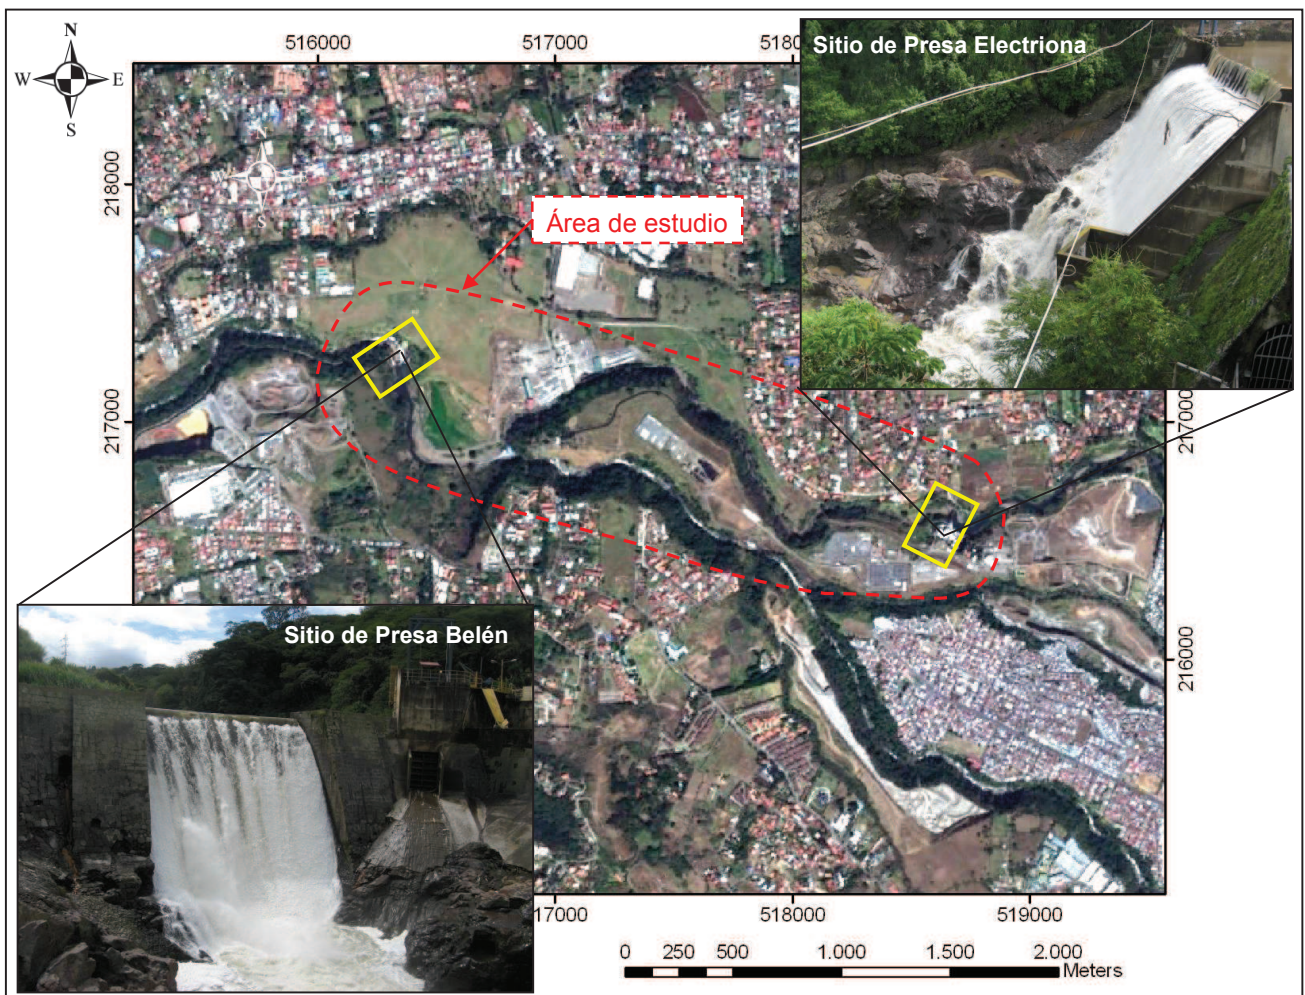 N
W E
S
516000 517000 518
Sitio de Presa Electriona
218000
N
W E
S
Área de estudio
217000
217000
216000
Sitio de Presa Belén
17000 518000 519000
0 250 500 1.000 1.500 2.000
Meters